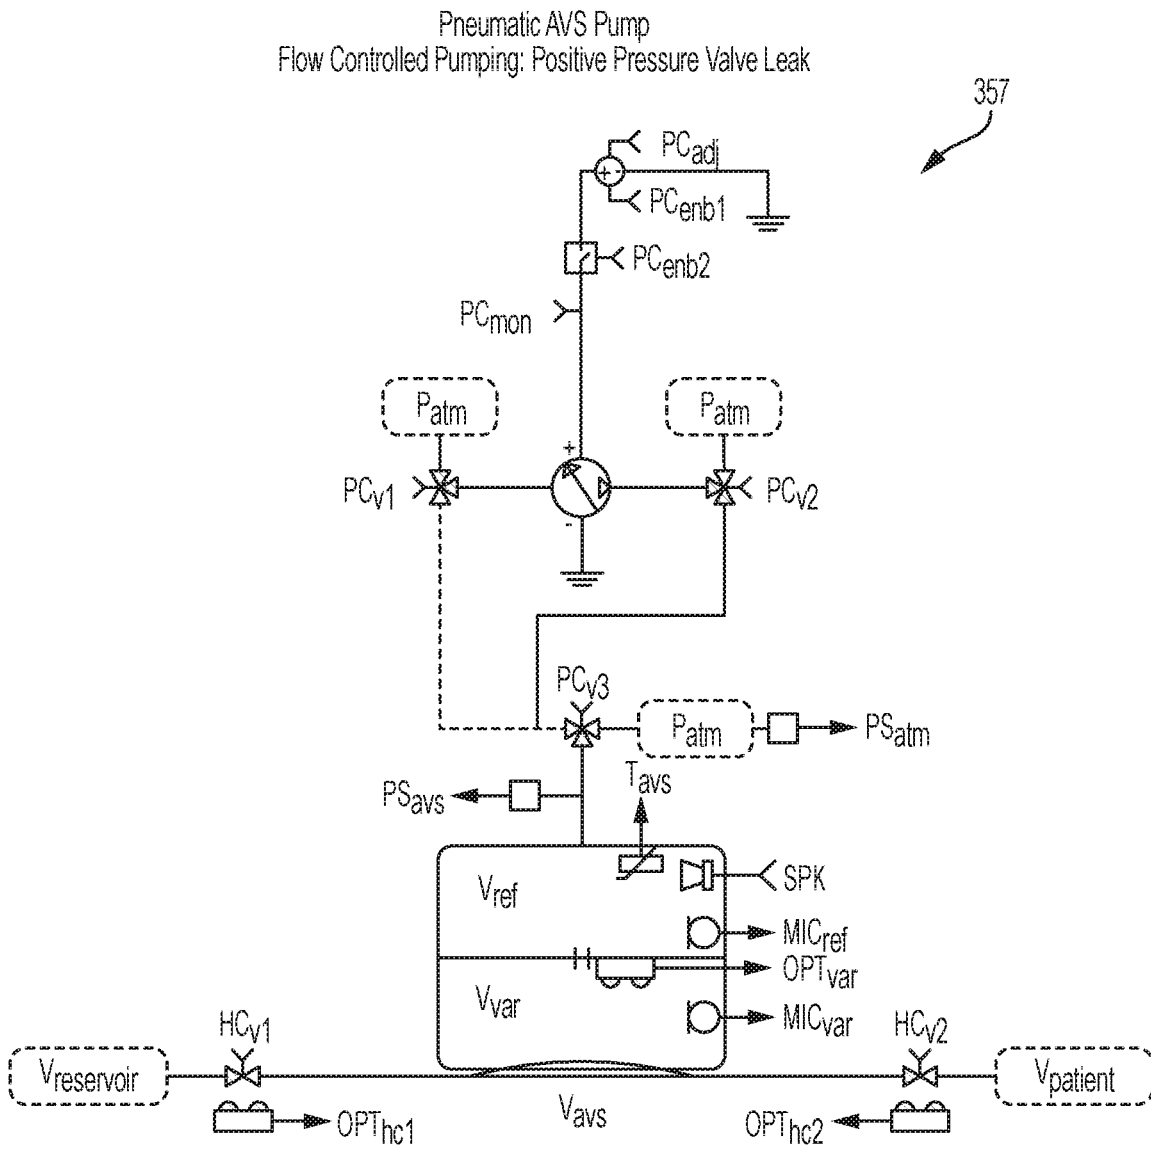 Pneumatic AVS Pump
Flow Controlled Pumping: Positive Pressure Valve Leak
357
PCadj
+ -
PCenb1
PCenb2
PCmon
Patm
Patm
+
PCv1
PCv2
-
PCv3
Patm
PSatm
PSavs
Tavs
Vref
SPK
MICref
OPTvar
Vvar
MICvar
HCv1
HCv2
Vreservoir
Vpatient
Vavs
OPThc1
OPThc2